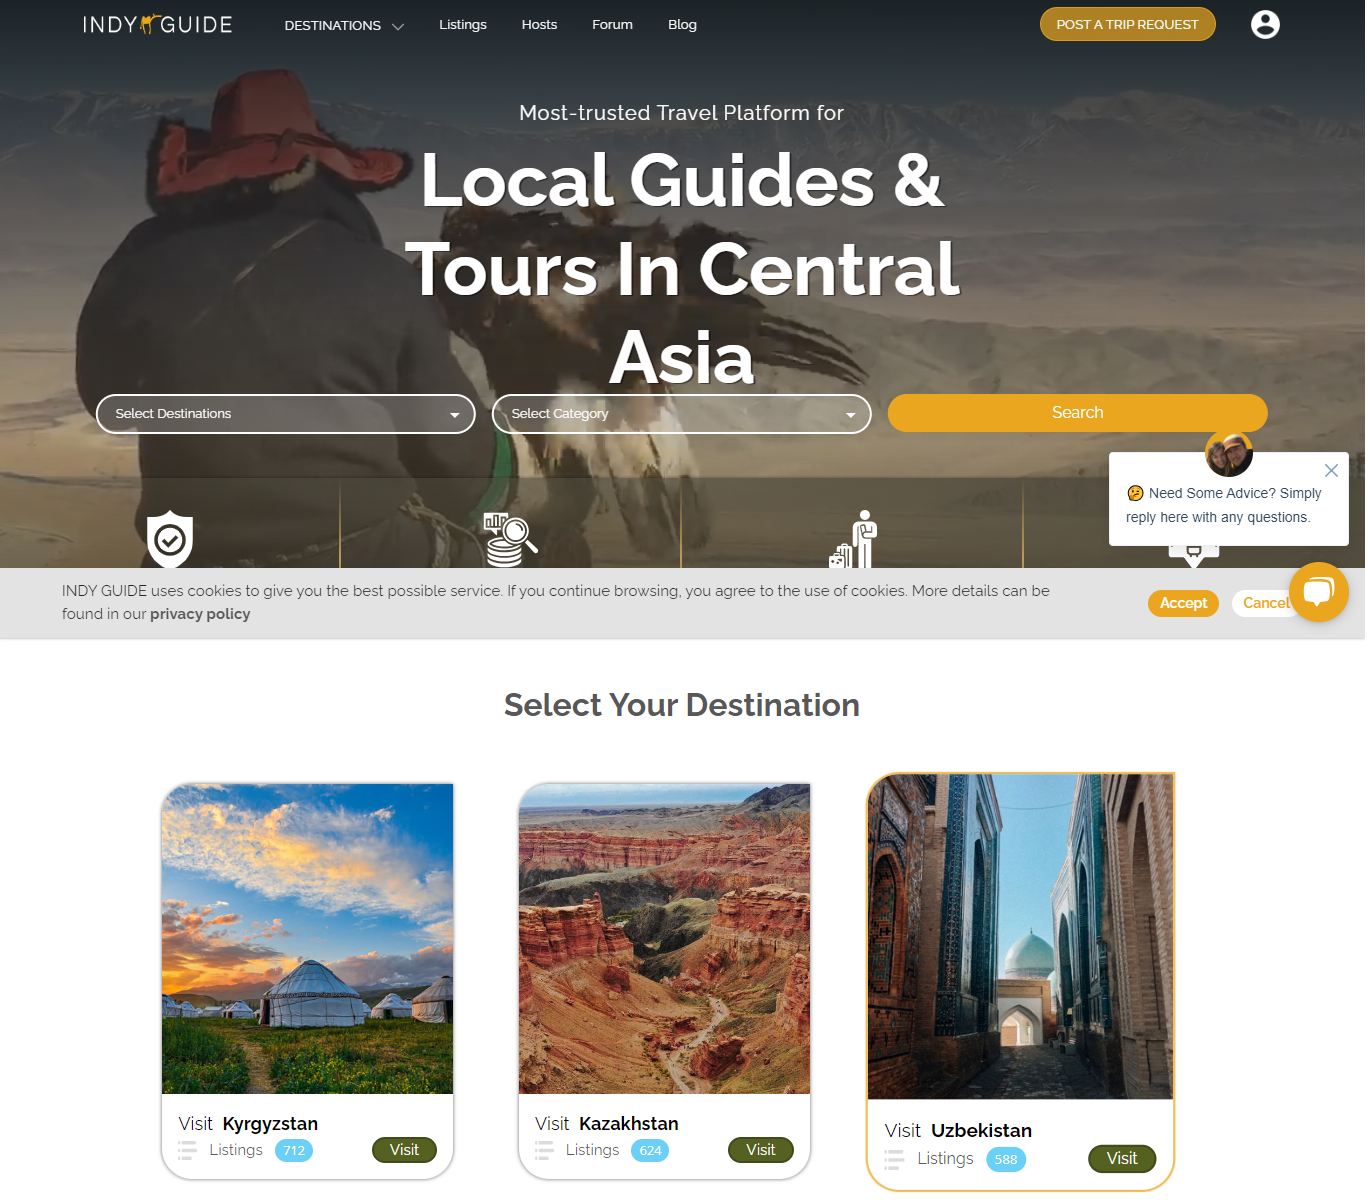 INDY GUIDE
DESTINATIONS
Listings
Hosts
Forum
Blog
POST A TRIP REQUEST
Most-trusted Travel Platform for
Local Guides &
Tours In Central
Asia
Select Destinations
Select Category
Search
Need Some Advice? Simply
reply here with any questions.
INDY GUIDE uses cookies to give you the best possible service. If you continue browsing, you agree to the use of cookies. More details can be
found in our privacy policy
Accept
Cancel
Select Your Destination
Visit Kyrgyzstan
Listings 712
Visit
Visit Kazakhstan
Listings 624
Visit
Visit Uzbekistan
Listings 588
Visit